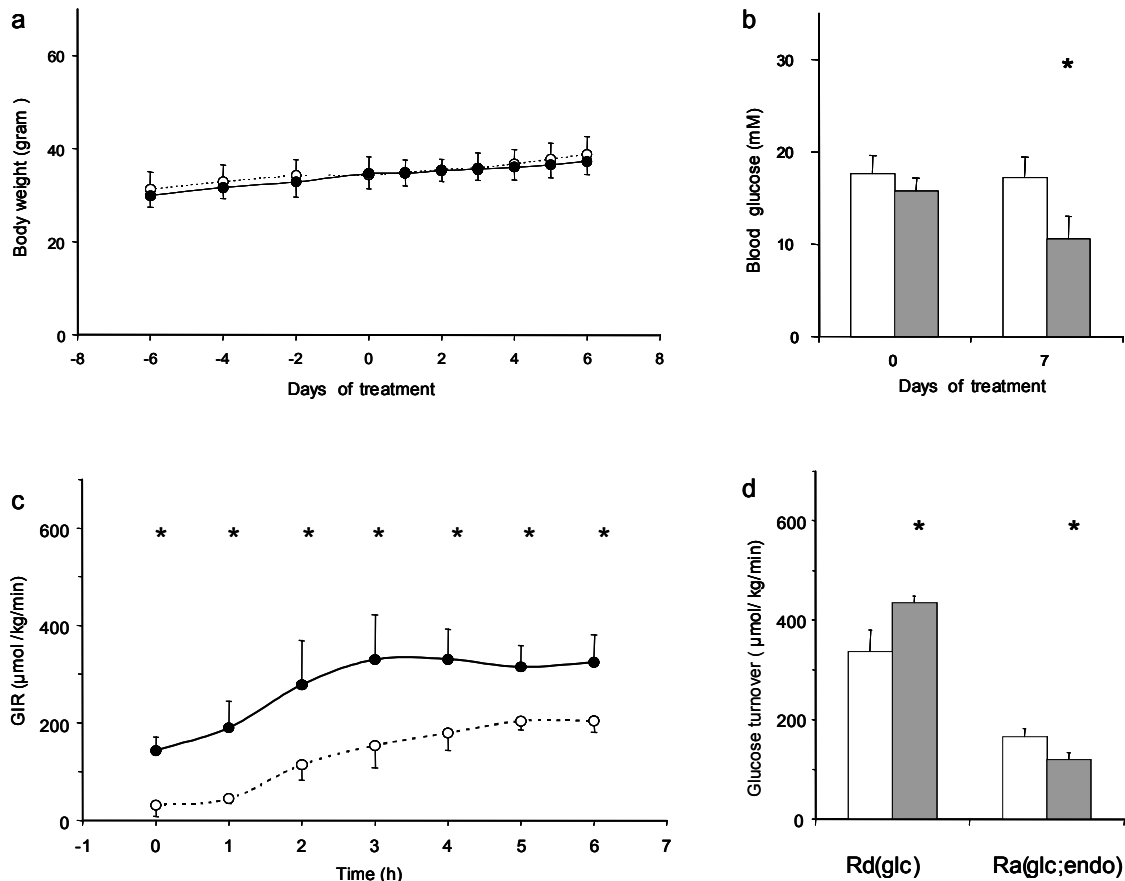 a
Body weight (gram )
60
40
20
0
-8 -6 -4 -2 0 2 4 6 8
Days of treatment
b
Blood glucose (mM)
30
20
10
0
*
0 7
Days of treatment
c
GIR (µmol /kg/min)
600
400
200
0
* * * * * * *
-1 0 1 2 3 4 5 6 7
Time (h)
d
Glucose turnover ( µmol/ kg/min)
600
400
200
0
* *
Rd(glc) Ra(glc;endo)